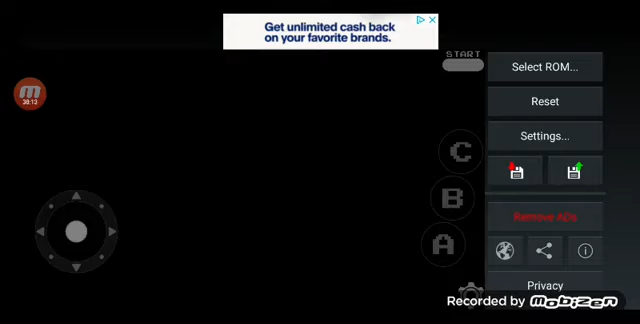 Get unlimited cash back
on your favorite brands.
START
Select ROM...
30:13
Reset
Settings...
C
B
A
Remove ADs
Privacy
Recorded by Mobizen